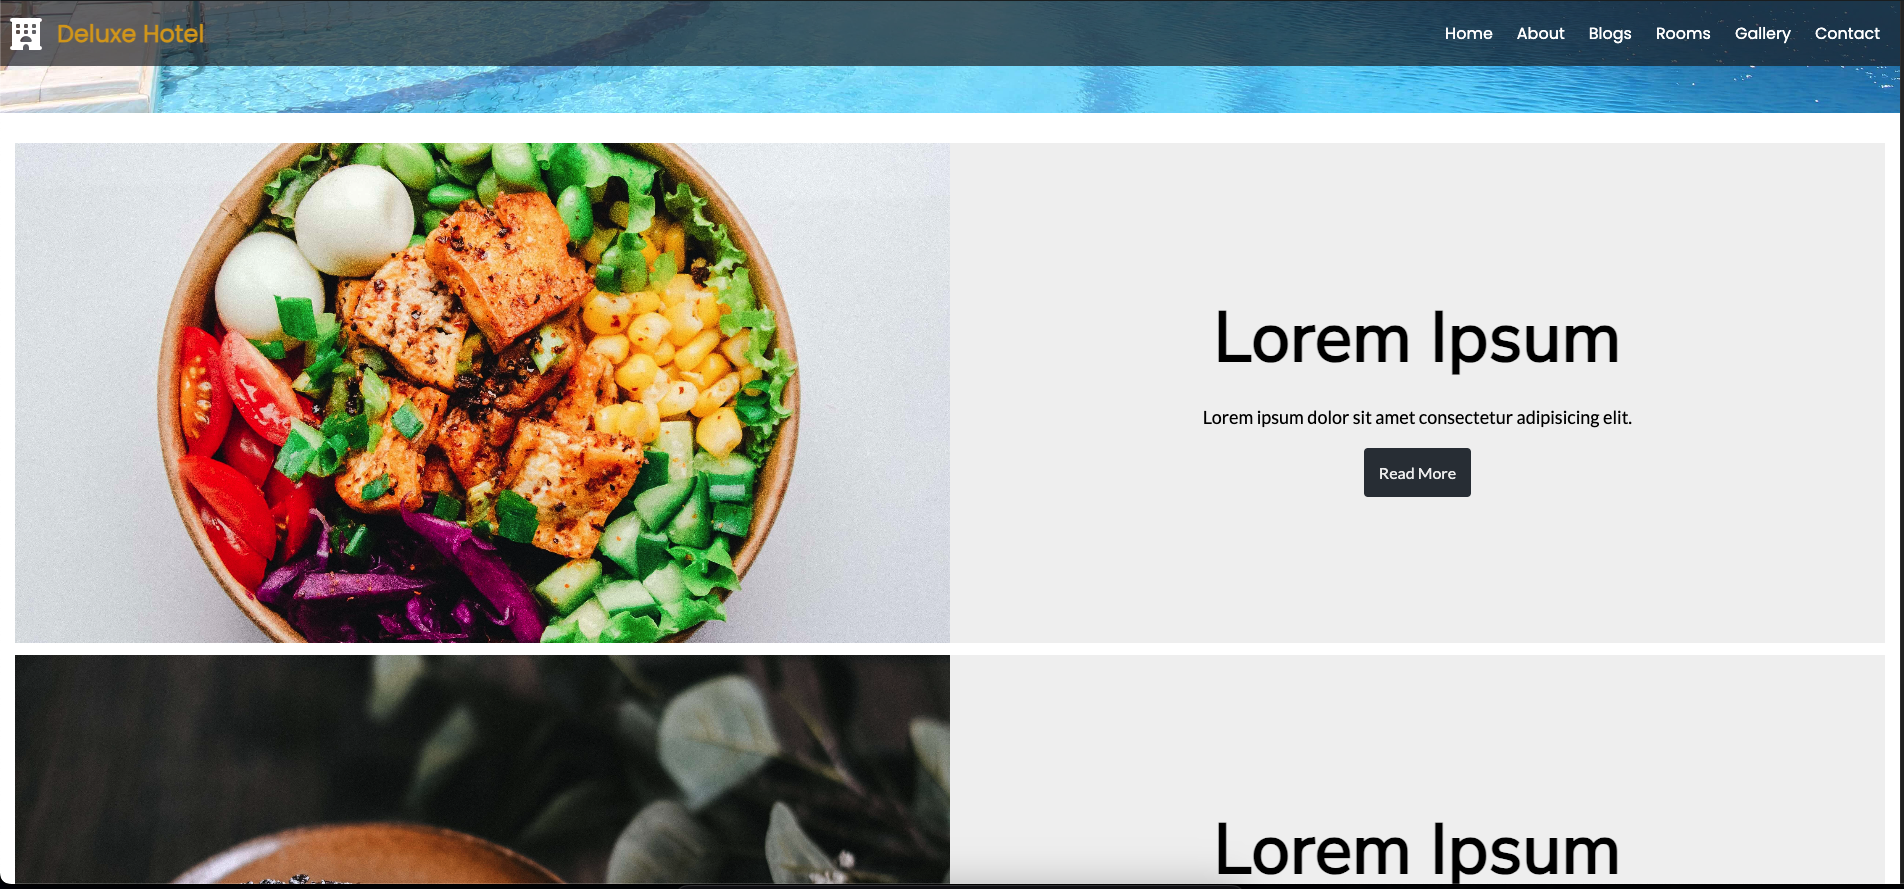 Deluxe Hotel
Home About Blogs Rooms Gallery Contact
Lorem Ipsum
Lorem ipsum dolor sit amet consectetur adipisicing elit.
Read More
Lorem Ipsum